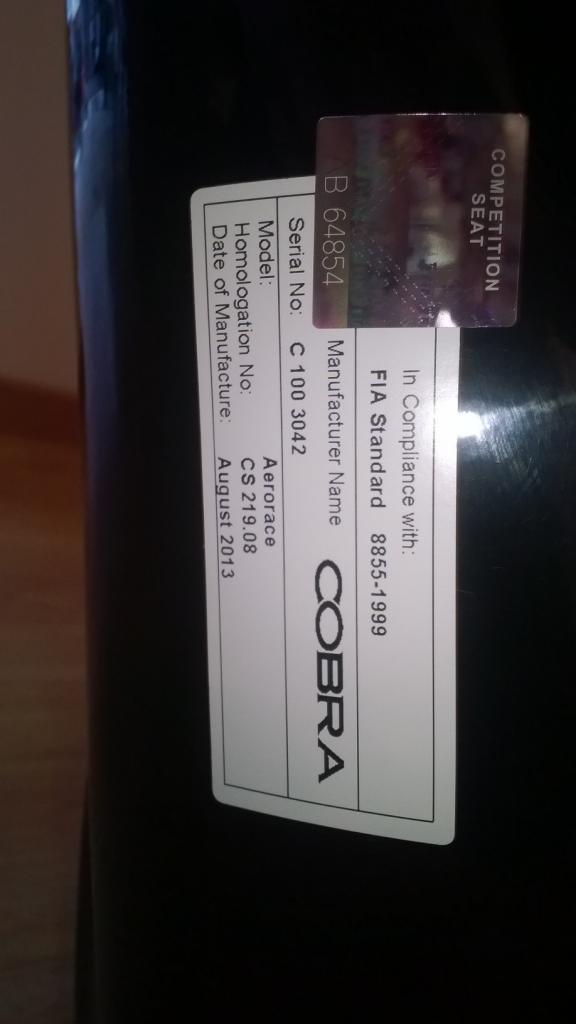 COMPETITION
SEAT
B 64854
In Compliance with:
FIA Standard 8855-1999
Manufacturer Name COBRA
Serial No: C 100 3042
Model: Aerorace
Homologation No: CS 219.08
Date of Manufacture: August 2013